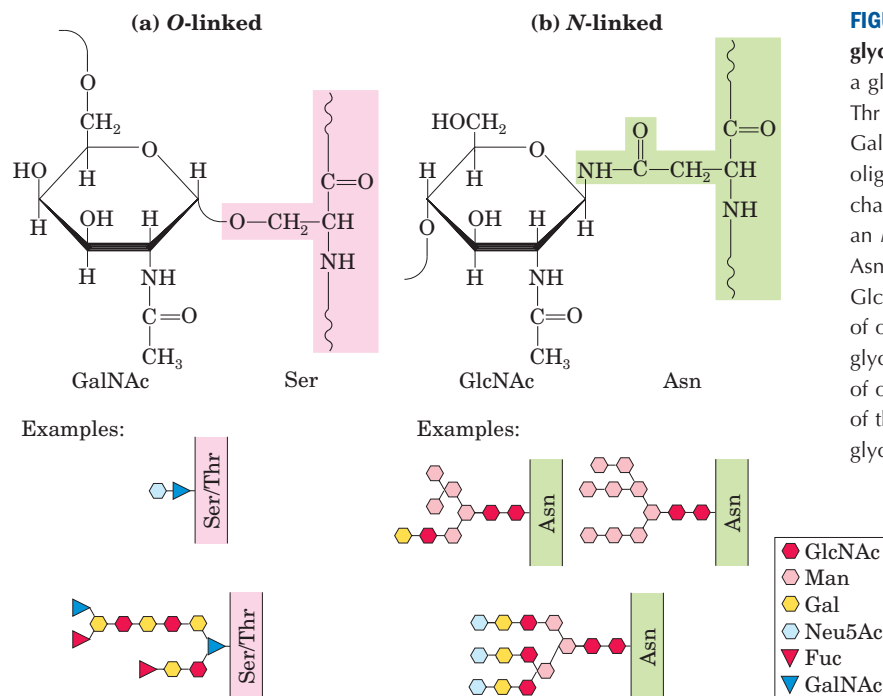 (a) O-linked
O
CH₂
O
H
HO
H
H
OH
H
H
H
NH
C=O
CH₃
O—CH₂—CH
C=O
NH
GalNAc
Ser
(b) N-linked
HOCH₂
O
H
H
OH
H
O
H
H
NH
C=O
CH₃
NH—C—CH₂—CH
O
C=O
NH
GlcNAc
Asn
FIGU
glyc
a gl
Thr
Gal
olig
cha
an N
Asn
Glc
of o
glyc
of o
of th
glyc
Examples:
Ser/Thr
Ser/Thr
Examples:
Asn
Asn
Asn
GlcNAc
Man
Gal
Neu5Ac
Fuc
GalNAc